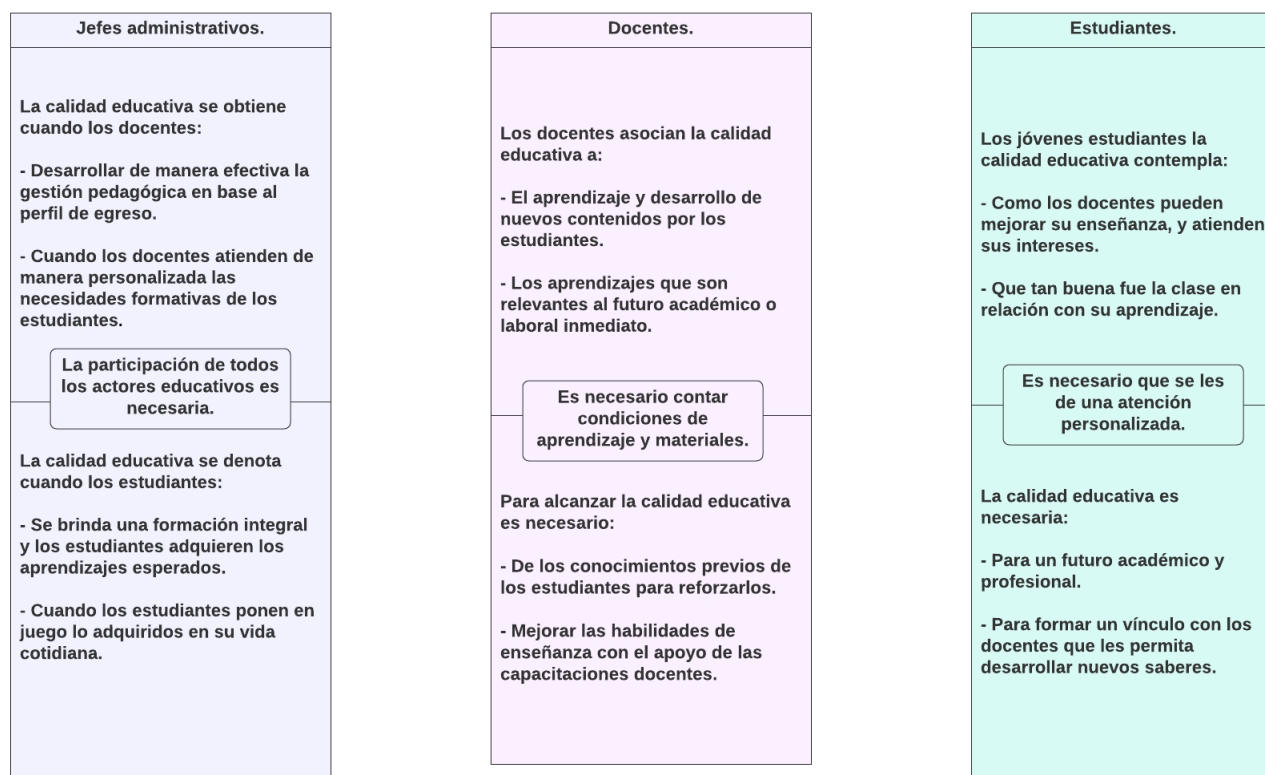 Jefes administrativos.
La calidad educativa se obtiene
cuando los docentes:
- Desarrollar de manera efectiva la
gestión pedagógica en base al
perfil de egreso.
- Cuando los docentes atienden de
manera personalizada las
necesidades formativas de los
estudiantes.
La participación de todos
los actores educativos es
necesaria.
La calidad educativa se denota
cuando los estudiantes:
- Se brinda una formación integral
y los estudiantes adquieren los
aprendizajes esperados.
- Cuando los estudiantes ponen en
juego lo adquiridos en su vida
cotidiana.
Docentes.
Los docentes asocian la calidad
educativa a:
- El aprendizaje y desarrollo de
nuevos contenidos por los
estudiantes.
- Los aprendizajes que son
relevantes al futuro académico o
laboral inmediato.
Es necesario contar
condiciones de
aprendizaje y materiales.
Para alcanzar la calidad educativa
es necesario:
- De los conocimientos previos de
los estudiantes para reforzarlos.
- Mejorar las habilidades de
enseñanza con el apoyo de las
capacitaciones docentes.
Estudiantes.
Los jóvenes estudiantes la
calidad educativa contempla:
- Como los docentes pueden
mejorar su enseñanza, y atienden
sus intereses.
- Que tan buena fue la clase en
relación con su aprendizaje.
Es necesario que se les
de una atención
personalizada.
La calidad educativa es
necesaria:
- Para un futuro académico y
profesional.
- Para formar un vínculo con los
docentes que les permita
desarrollar nuevos saberes.